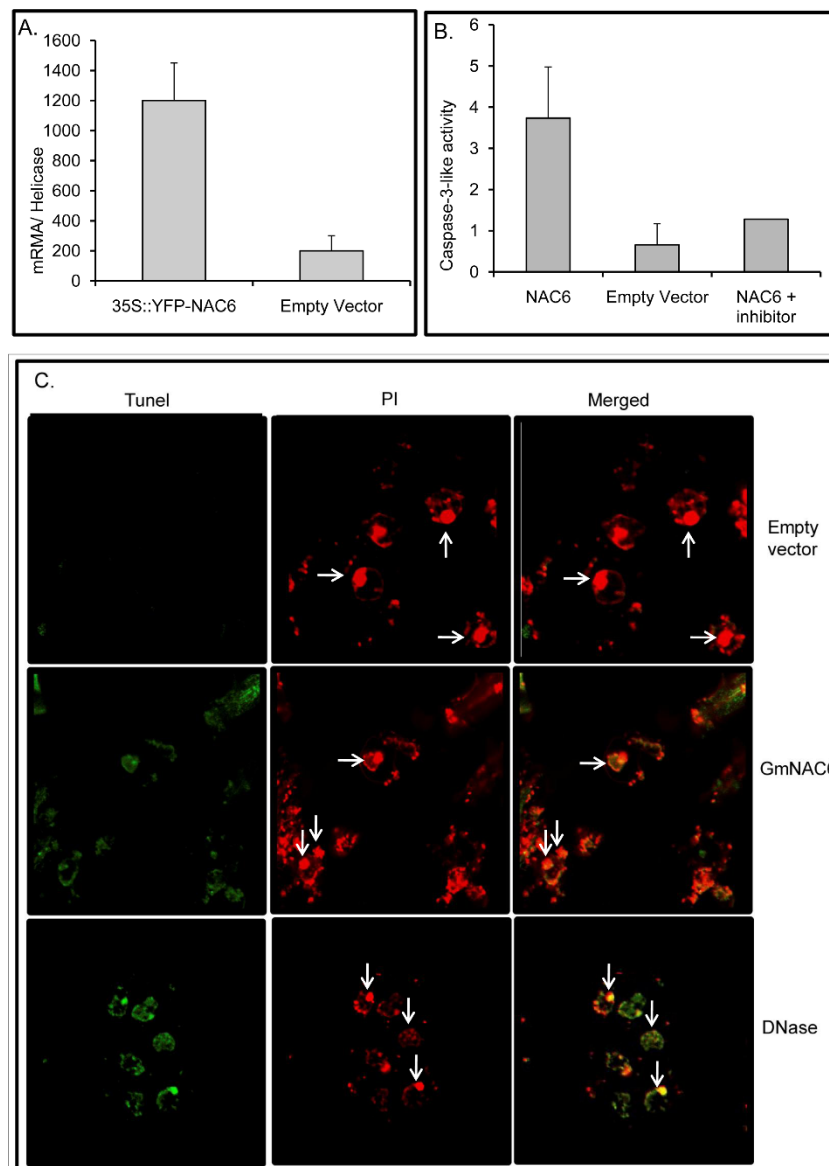 A.
1600
1400
1200
1000
800
600
400
200
0
mRMA/ Helicase
35S::YFP-NAC6
Empty Vector
B.
6
5
4
3
2
1
0
Caspase-3-like activity
NAC6
Empty Vector
NAC6 +
inhibitor
C.
Tunel
PI
Merged
Empty
vector
GmNAC6
DNase